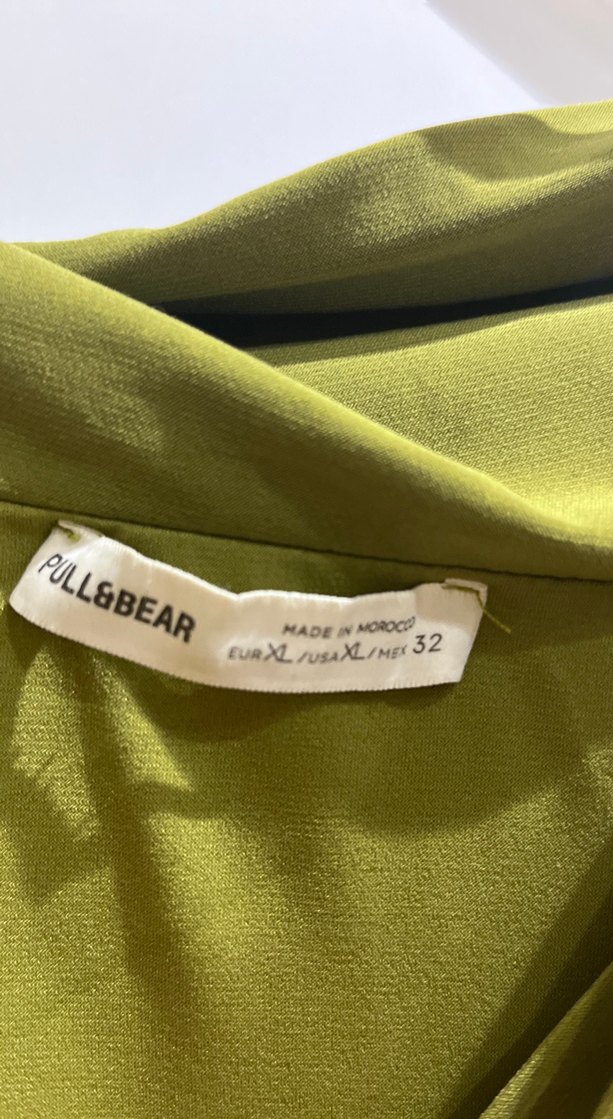 PULL&BEAR
MADE IN MOROCCO
EUR XL / USA XL / MEX 32